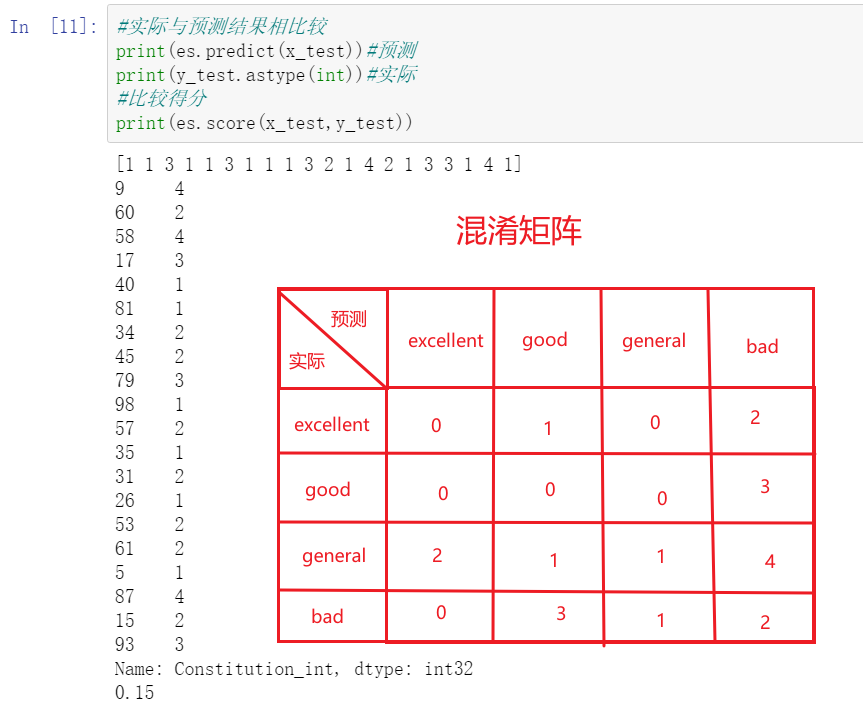 In [11]:
#实际与预测结果相比较
print(es.predict(x_test))#预测
print(y_test.astype(int))#实际
#比较得分
print(es.score(x_test,y_test))
[1 1 3 1 1 3 1 1 1 3 2 1 4 2 1 3 3 1 4 1]
9 4
60 2
58 4
17 3
40 1
81 1
34 2
45 2
79 3
98 1
57 2
35 1
31 2
26 1
53 2
61 2
5 1
87 4
15 2
93 3
Name: Constitution_int, dtype: int32
0.15
混淆矩阵
预测
实际
excellent good general bad
excellent 0 1 0 2
good 0 0 0 3
general 2 1 1 4
bad 0 3 1 2